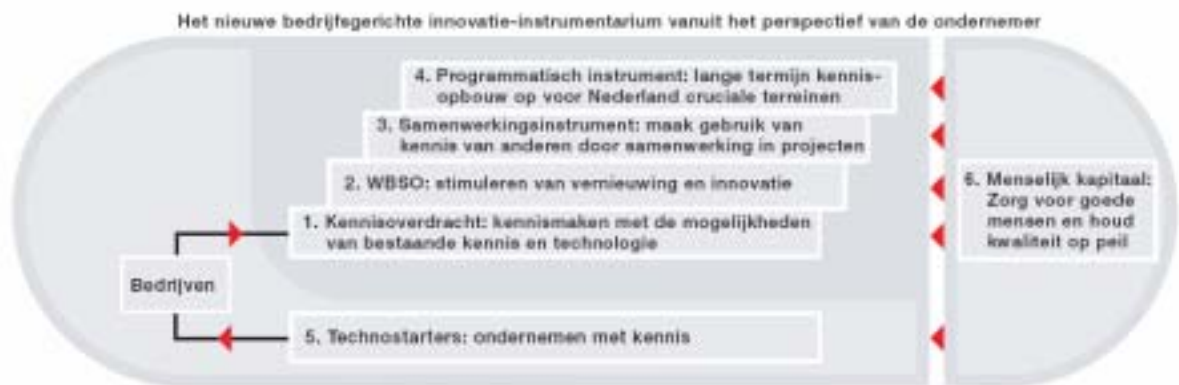 Het nieuwe bedrijfsgerichte innovatie-instrumentarium vanuit het perspectief van de ondernemer
4. Programmatisch instrument: lange termijn kennis-
opbouw op voor Nederland cruciale terreinen
3. Samenwerkingsinstrument: maak gebruik van
kennis van anderen door samenwerking in projecten
2. WBSO: stimuleren van vernieuwing en innovatie
1. Kennisoverdracht: kennismaken met de mogelijkheden
van bestaande kennis en technologie
Bedrijven
5. Technostarters: ondernemen met kennis
6. Menselijk kapitaal:
Zorg voor goede
mensen en houd
kwaliteit op peil